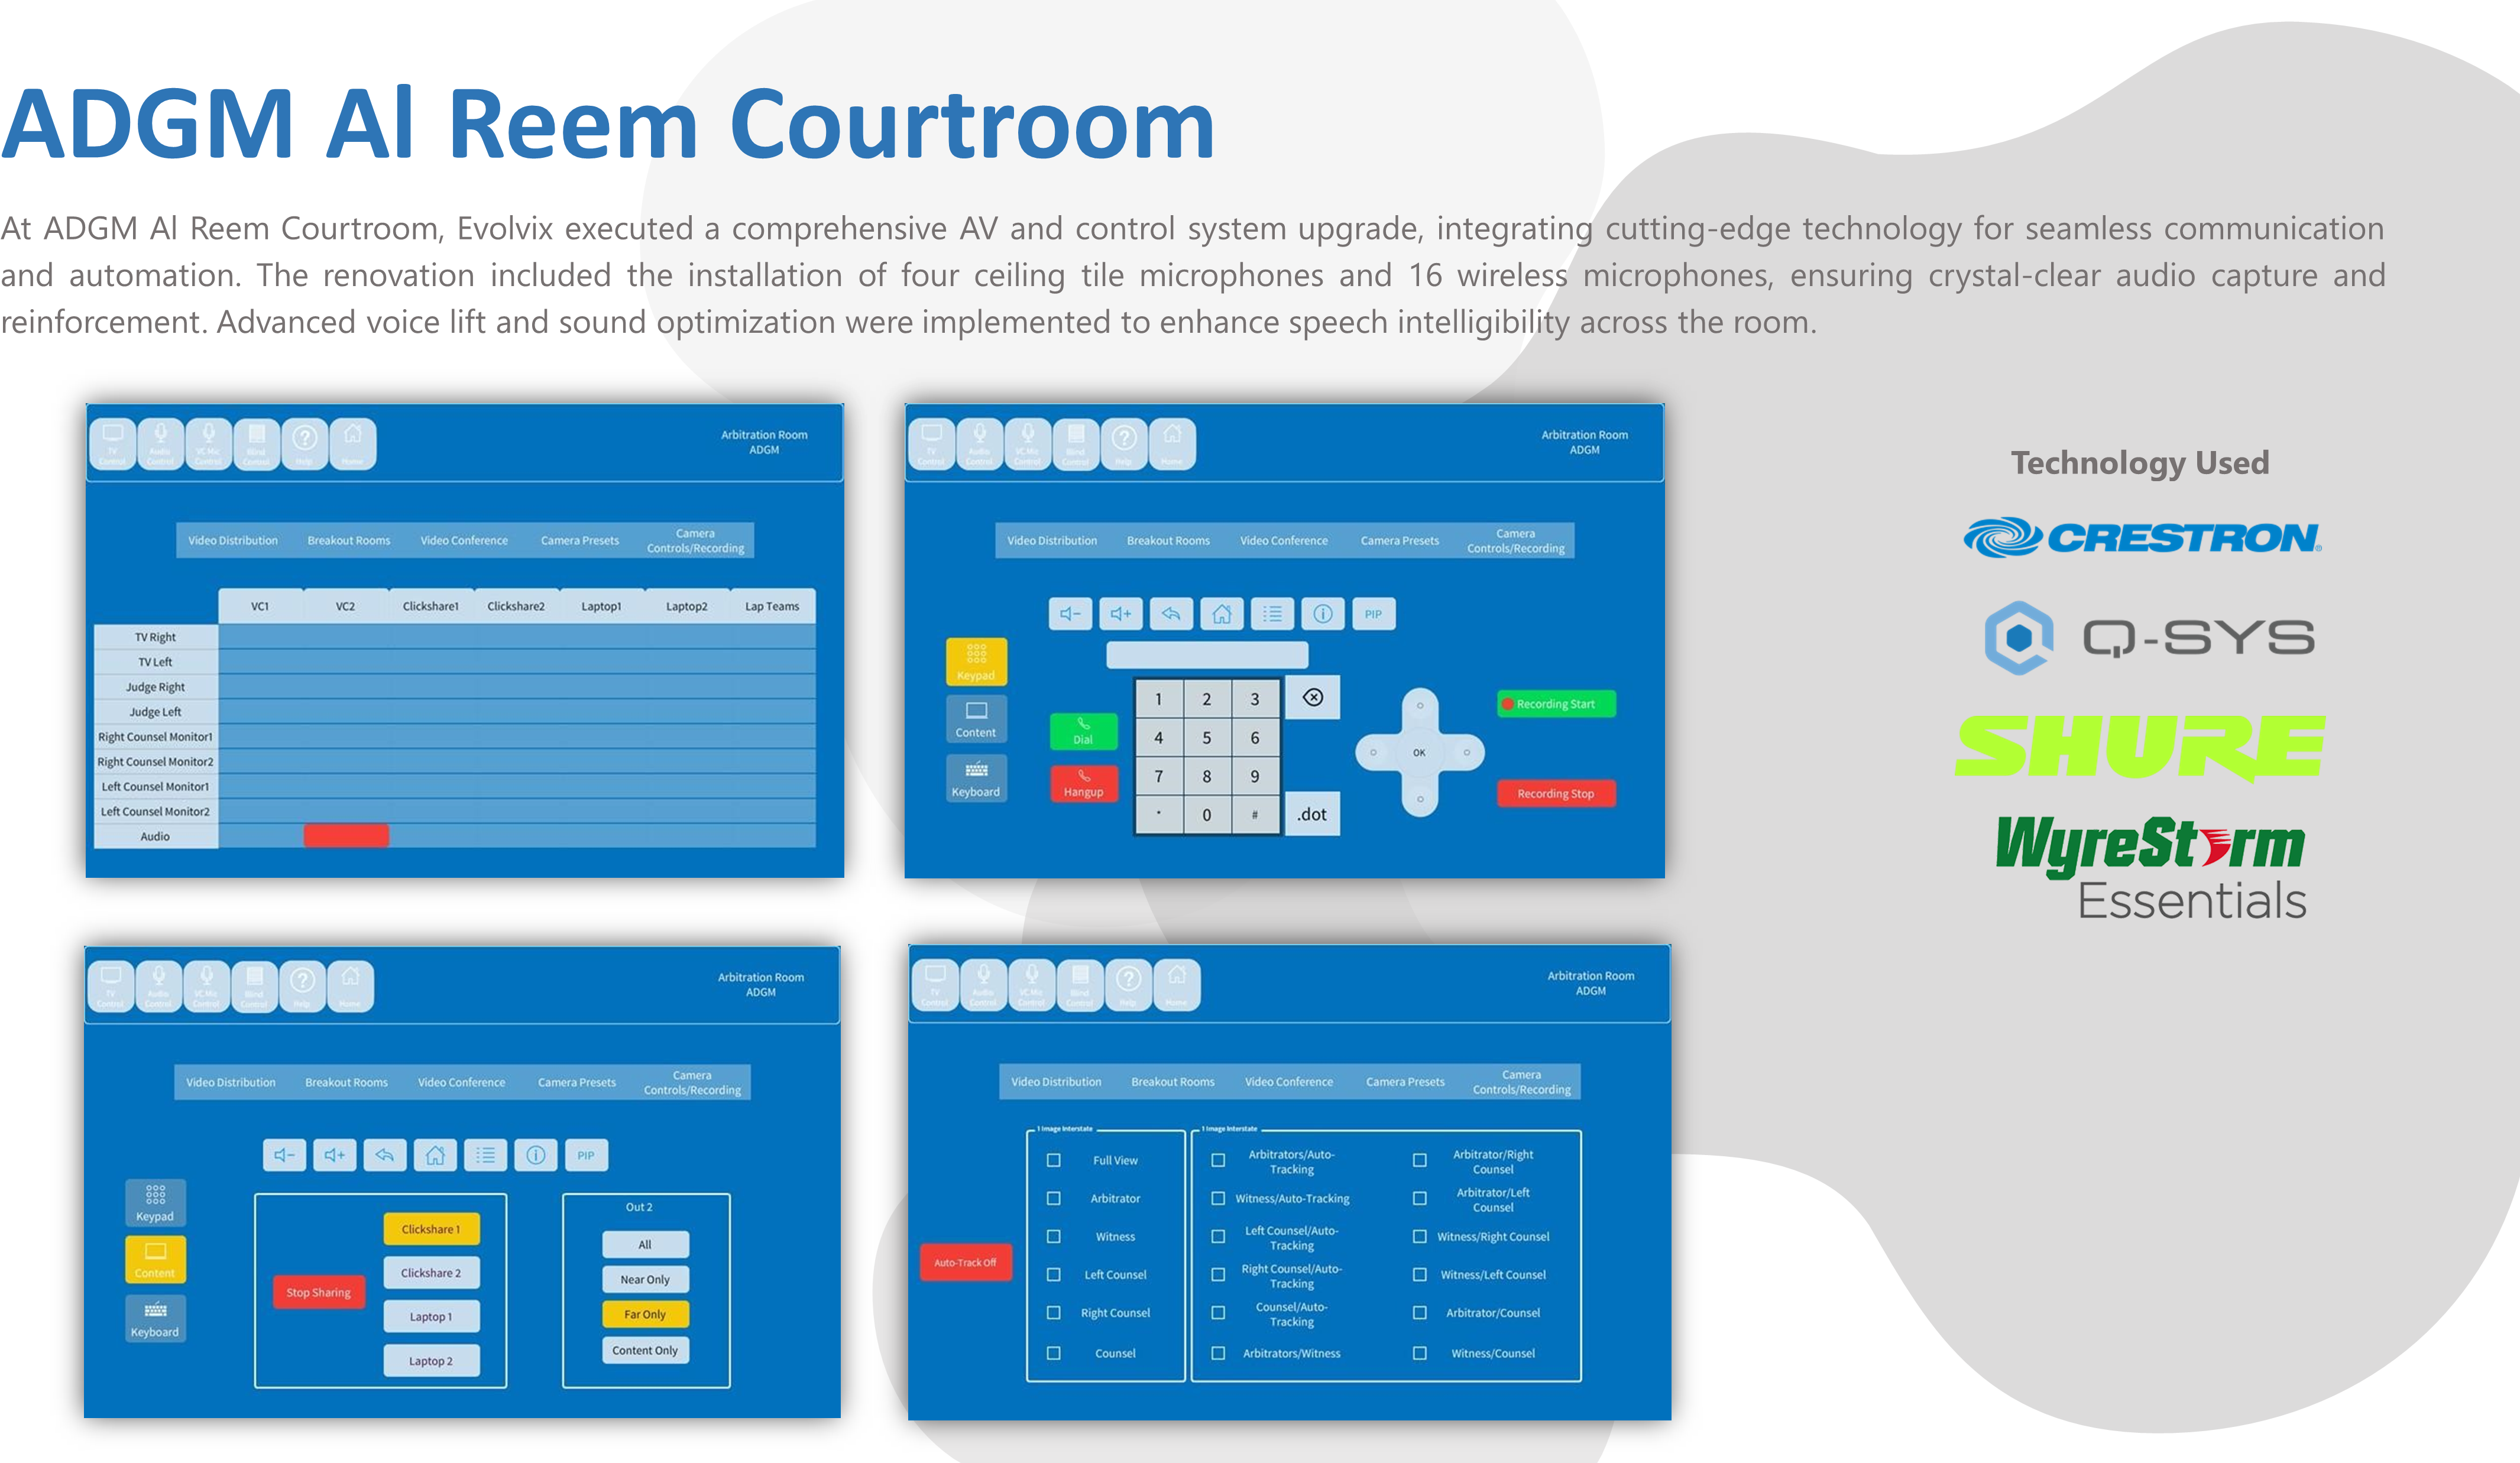 ADGM Al Reem Courtroom
At ADGM Al Reem Courtroom, Evolvix executed a comprehensive AV and control system upgrade, integrating cutting-edge technology for seamless communication
and automation. The renovation included the installation of four ceiling tile microphones and 16 wireless microphones, ensuring crystal-clear audio capture and
reinforcement. Advanced voice lift and sound optimization were implemented to enhance speech intelligibility across the room.
TV Control Audio Control VC Mic Control Blind Control Help Home
Arbitration Room
ADGM
Video Distribution Breakout Rooms Video Conference Camera Presets Camera Controls/Recording
VC1 VC2 Clickshare1 Clickshare2 Laptop1 Laptop2 Lap Teams
TV Right
TV Left
Judge Right
Judge Left
Right Counsel Monitor1
Right Counsel Monitor2
Left Counsel Monitor1
Left Counsel Monitor2
Audio
TV Control Audio Control VC Mic Control Blind Control Help Home
Arbitration Room
ADGM
Video Distribution Breakout Rooms Video Conference Camera Presets Camera Controls/Recording
PIP
Keypad
Content
Keyboard
Dial
Hangup
1 2 3
4 5 6
7 8 9
* 0 #
.dot
OK
Recording Start
Recording Stop
Technology Used
CRESTRON
Q-SYS
SHURE
WyreStorm
Essentials
TV Control Audio Control VC Mic Control Blind Control Help Home
Arbitration Room
ADGM
Video Distribution Breakout Rooms Video Conference Camera Presets Camera Controls/Recording
PIP
Keypad
Content
Keyboard
Stop Sharing
Clickshare 1
Clickshare 2
Laptop 1
Laptop 2
Out 2
All
Near Only
Far Only
Content Only
TV Control Audio Control VC Mic Control Blind Control Help Home
Arbitration Room
ADGM
Video Distribution Breakout Rooms Video Conference Camera Presets Camera Controls/Recording
Auto-Track Off
1 Image Interstate
Full View
Arbitrator
Witness
Left Counsel
Right Counsel
Counsel
1 Image Interstate
Arbitrators/Auto-
Tracking
Witness/Auto-Tracking
Left Counsel/Auto-
Tracking
Right Counsel/Auto-
Tracking
Counsel/Auto-
Tracking
Arbitrators/Witness
Arbitrator/Right
Counsel
Arbitrator/Left
Counsel
Witness/Right Counsel
Witness/Left Counsel
Arbitrator/Counsel
Witness/Counsel